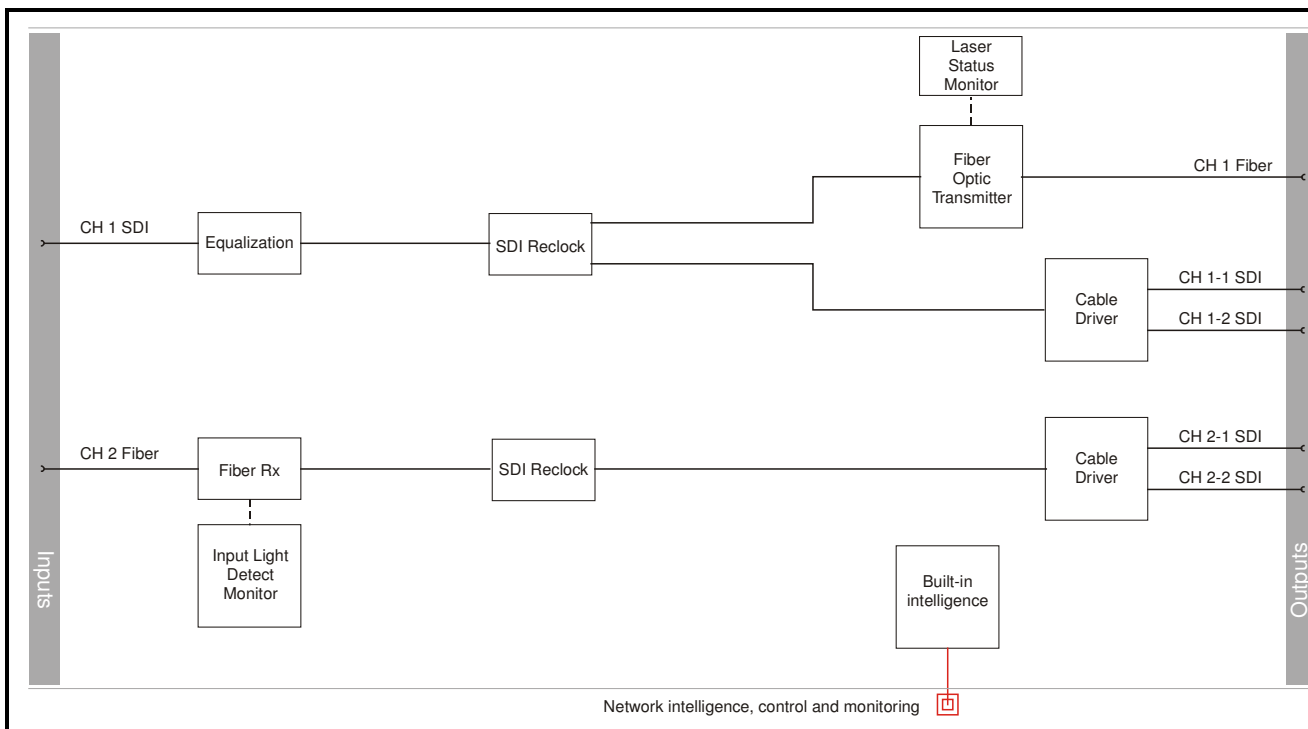 Laser
Status
Monitor
Fiber
Optic
Transmitter
CH 1 Fiber
CH 1 SDI
Equalization
SDI Reclock
CH 1-1 SDI
Cable
Driver
CH 1-2 SDI
CH 2 Fiber
Fiber Rx
SDI Reclock
CH 2-1 SDI
Cable
Driver
CH 2-2 SDI
Input Light
Detect
Monitor
Built-in
intelligence
Inputs
Outputs
Network intelligence, control and monitoring